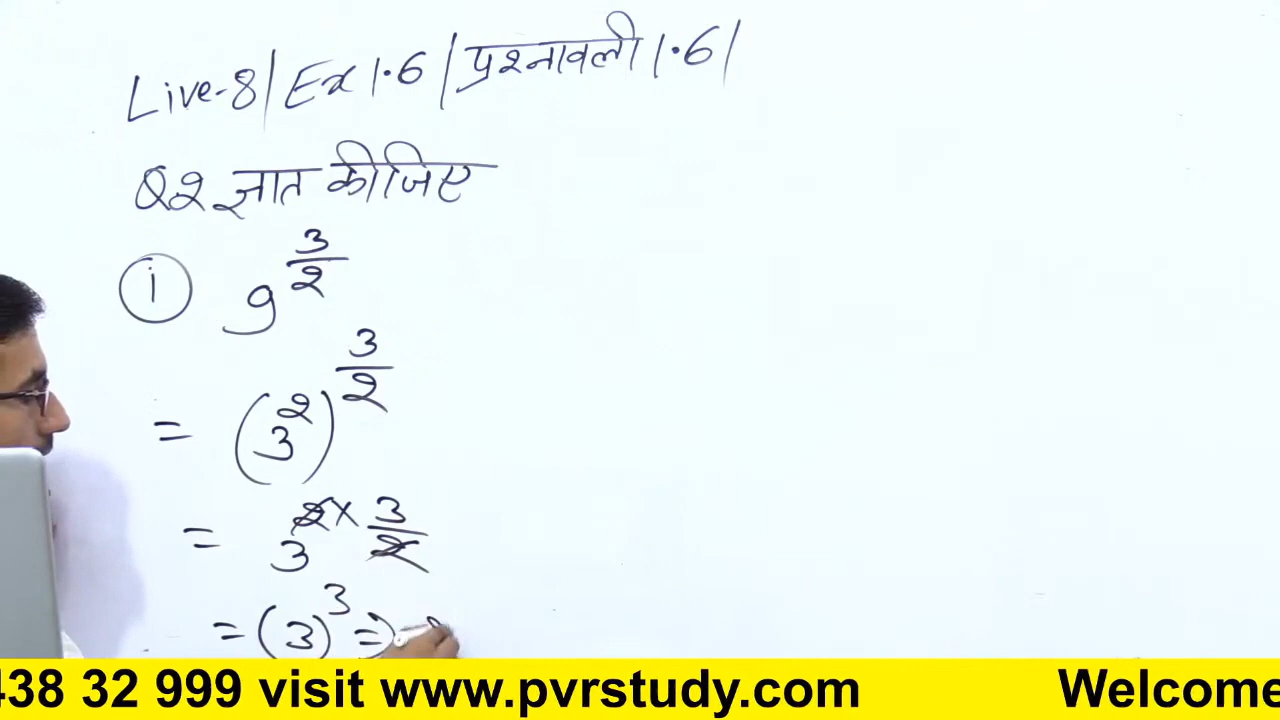 Live-8| Ex 1.6 | प्रश्नावली 1.6|
Q2 ज्ञात कीजिए
(i) 9^(3/2)
= (3^2)^(3/2)
= 3^(2×3/2)
= (3)^3 =>
438 32 999 visit www.pvrstudy.com Welcome